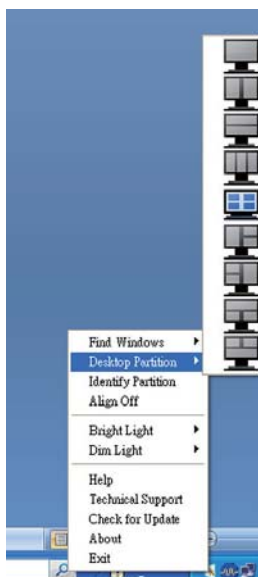 Find Windows
Desktop Partition
Identify Partition
Align Off
Bright Light
Dim Light
Help
Technical Support
Check for Update
About
Exit